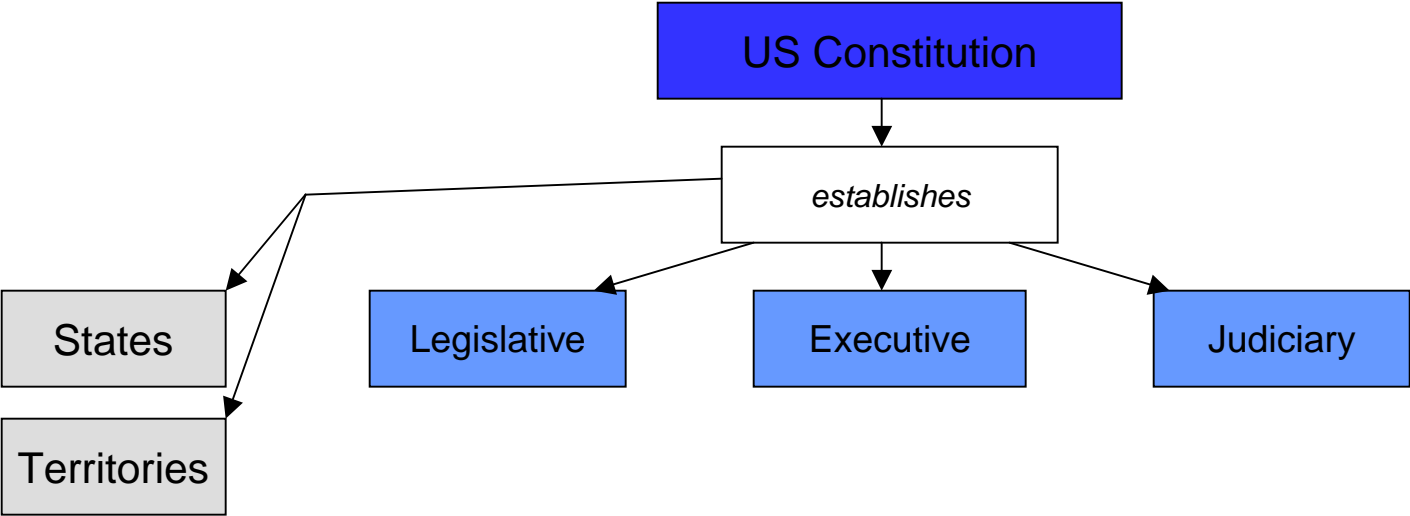 US Constitution
establishes
States
Legislative
Executive
Judiciary
Territories